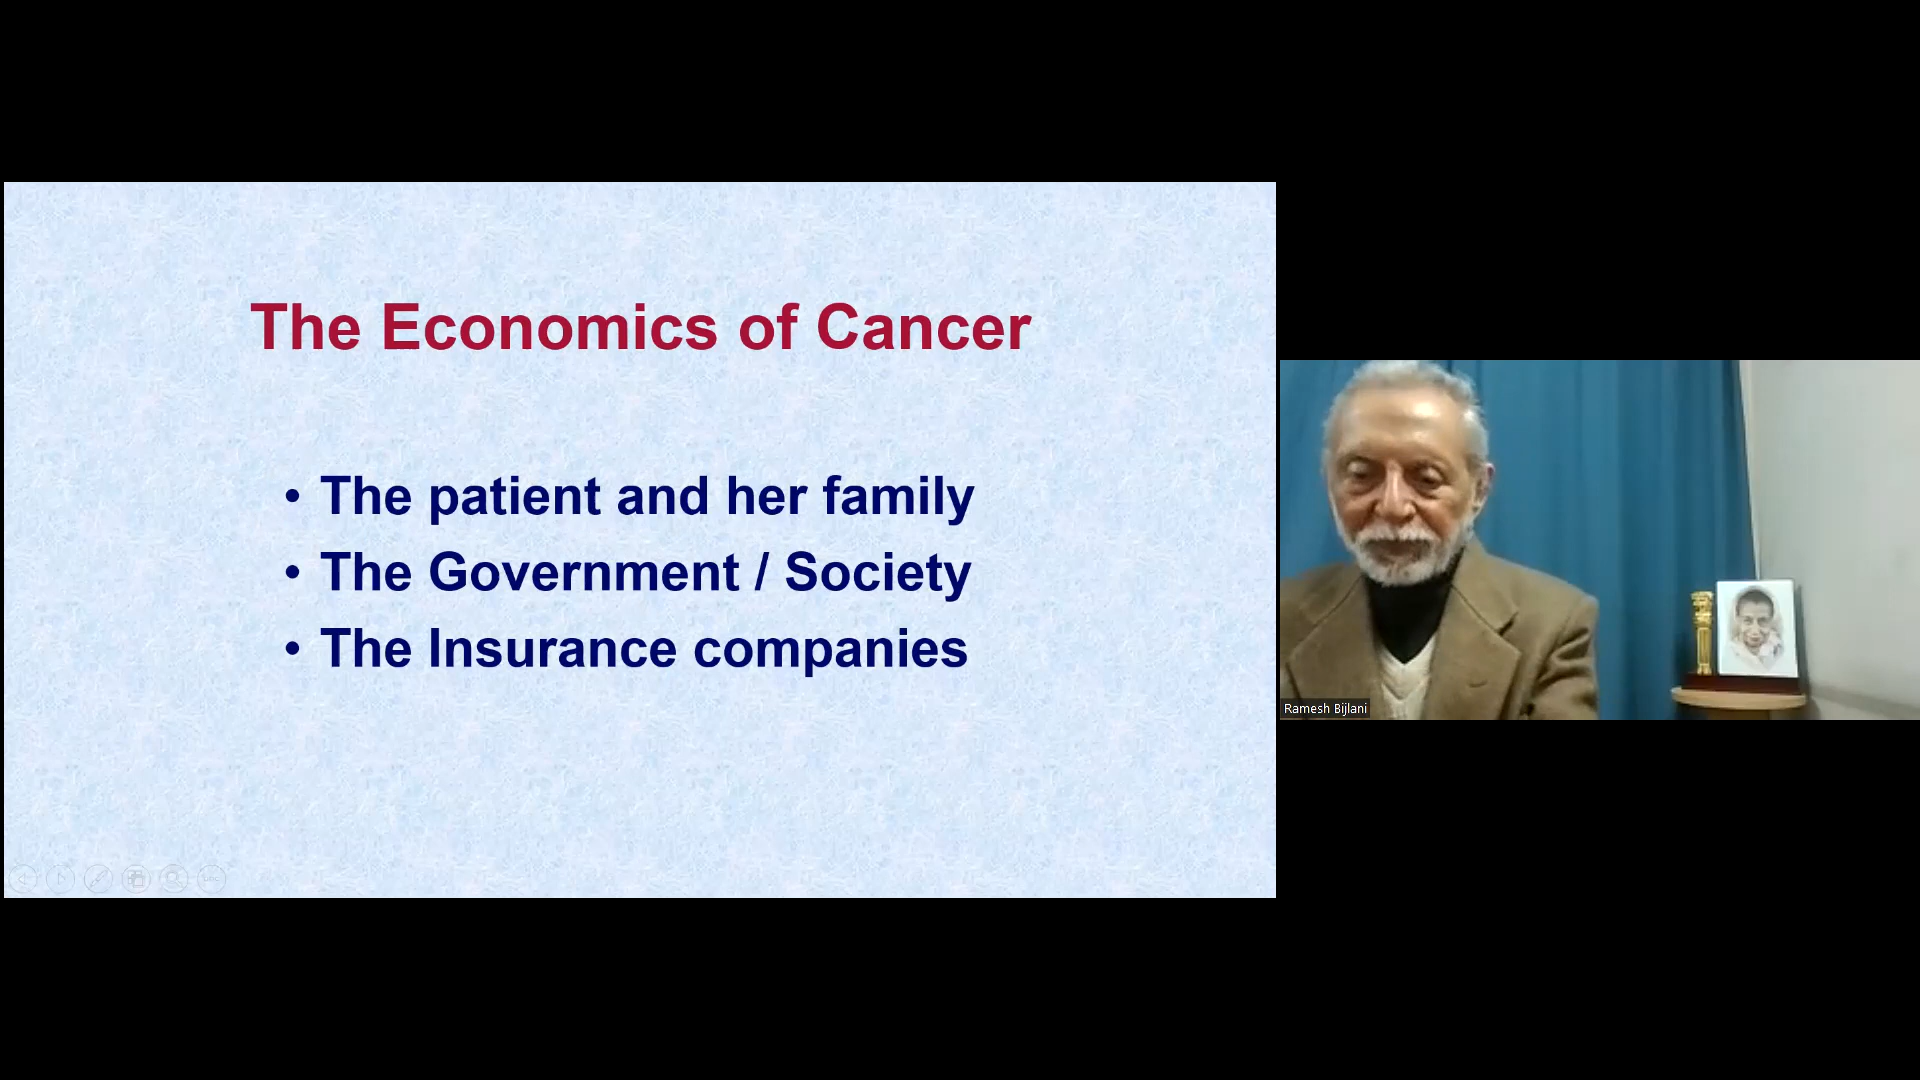 The Economics of Cancer
• The patient and her family
• The Government / Society
• The Insurance companies
Ramesh Bijlani